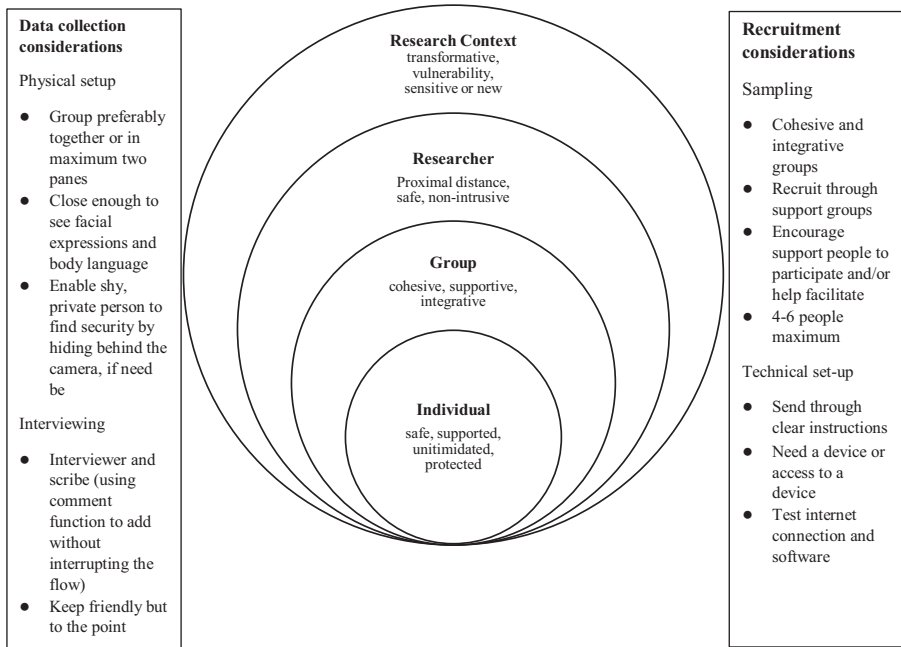 Data collection
considerations
Physical setup
● Group preferably
together or in
maximum two
panes
● Close enough to
see facial
expressions and
body language
● Enable shy,
private person to
find security by
hiding behind the
camera, if need
be
Interviewing
● Interviewer and
scribe (using
comment
function to add
without
interrupting the
flow)
● Keep friendly but
to the point
Research Context
transformative,
vulnerability,
sensitive or new
Researcher
Proximal distance,
safe, non-intrusive
Group
cohesive, supportive,
integrative
Individual
safe, supported,
unitimidated,
protected
Recruitment
considerations
Sampling
● Cohesive and
integrative
groups
● Recruit through
support groups
● Encourage
support people to
participate and/or
help facilitate
● 4-6 people
maximum
Technical set-up
● Send through
clear instructions
● Need a device or
access to a
device
● Test internet
connection and
software